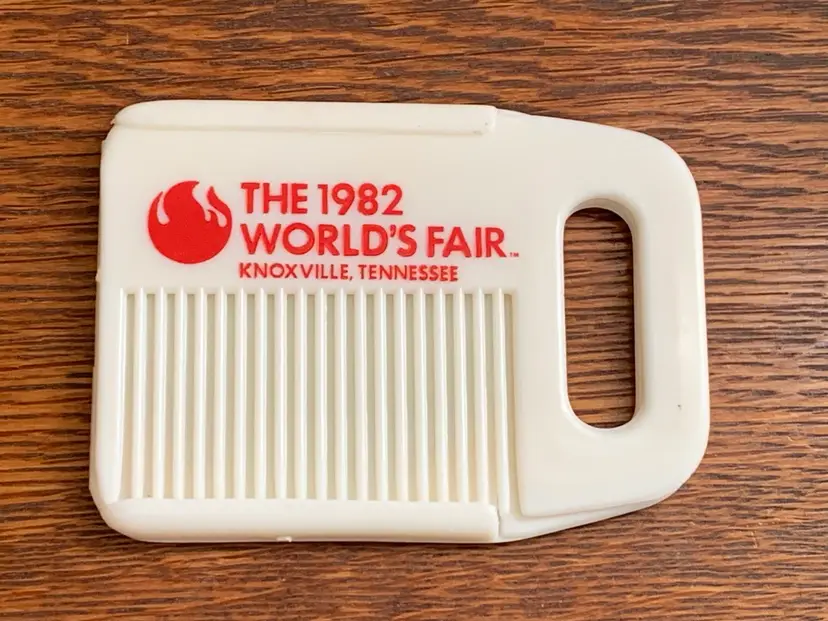 THE 1982
WORLD'S FAIR™
KNOXVILLE, TENNESSEE